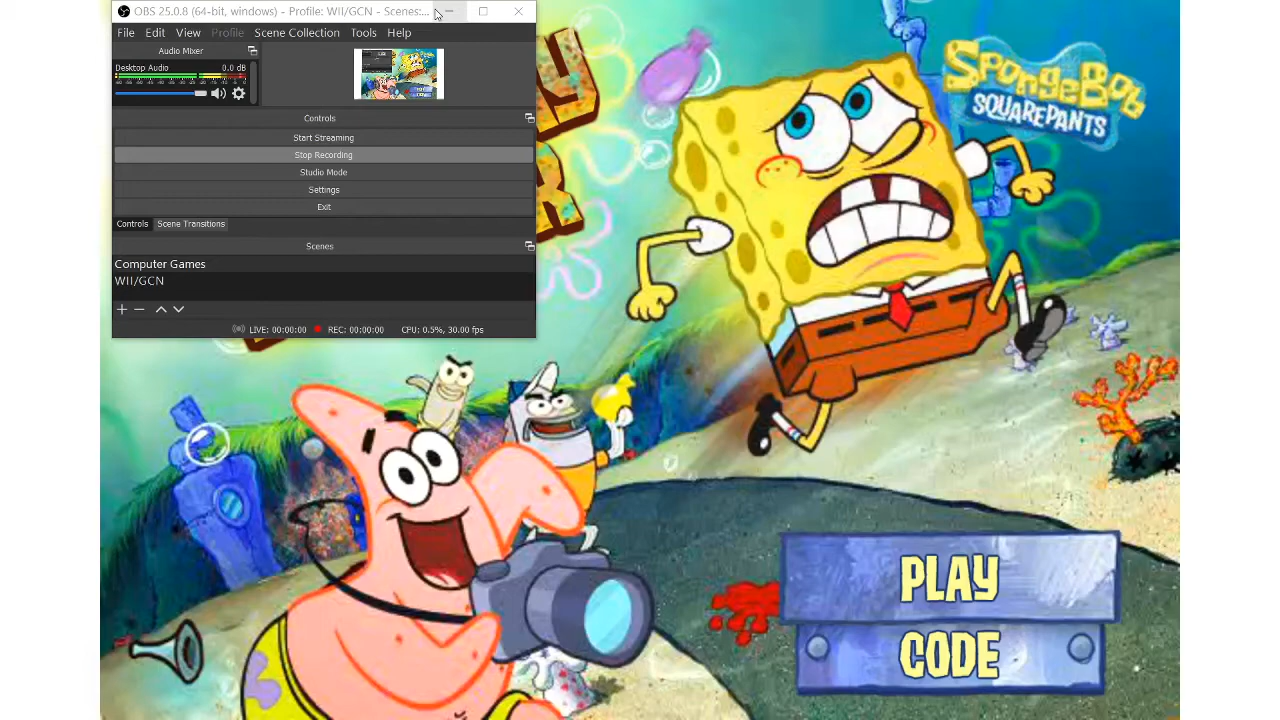 OBS 25.0.8 (64-bit, windows) - Profile: WII/GCN - Scenes:...
File Edit View Profile Scene Collection Tools Help
Audio Mixer
Desktop Audio 0.0 dB
Controls
Start Streaming
Stop Recording
Studio Mode
Settings
Exit
Controls Scene Transitions
Scenes
Computer Games
WII/GCN
LIVE: 00:00:00 REC: 00:00:00 CPU: 0.5%, 30.00 fps
SPONGEBOB
SQUAREPANTS
PLAY
CODE